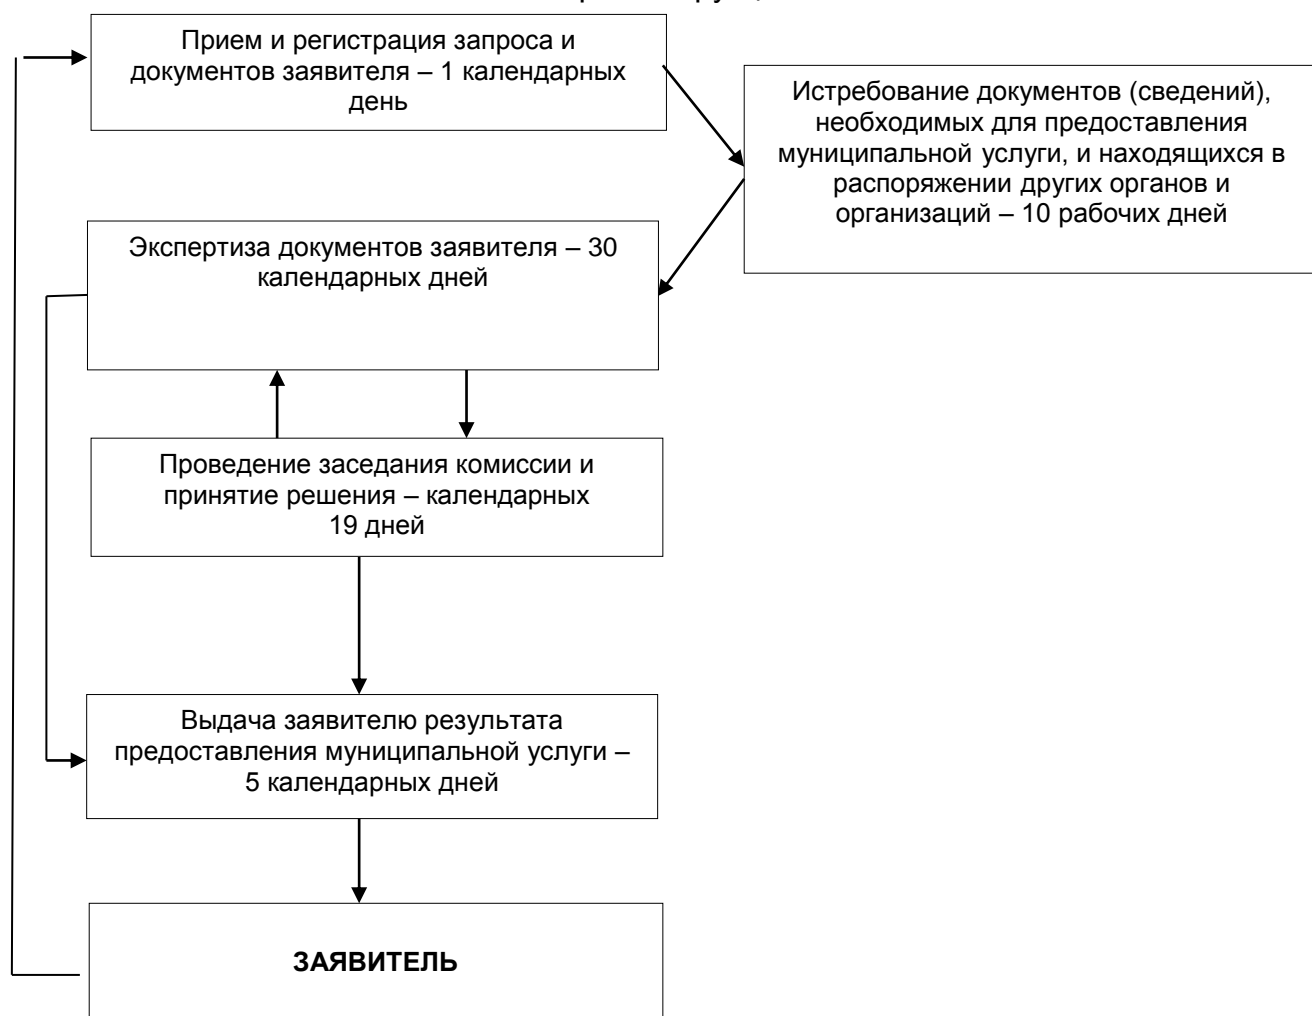 Прием и регистрация запроса и
документов заявителя – 1 календарных
день
Истребование документов (сведений),
необходимых для предоставления
муниципальной услуги, и находящихся в
распоряжении других органов и
организаций – 10 рабочих дней
Экспертиза документов заявителя – 30
календарных дней
Проведение заседания комиссии и
принятие решения – календарных
19 дней
Выдача заявителю результата
предоставления муниципальной услуги –
5 календарных дней
ЗАЯВИТЕЛЬ